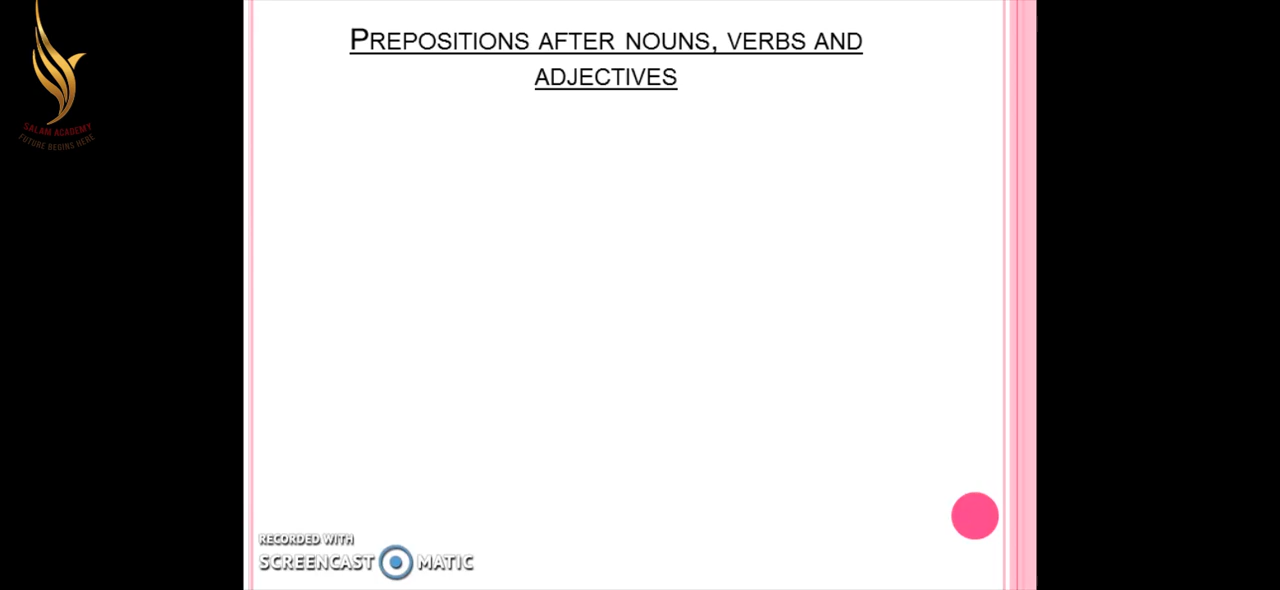 SALAM ACADEMY
FUTURE BEGINS HERE
PREPOSITIONS AFTER NOUNS, VERBS AND
ADJECTIVES
RECORDED WITH
SCREENCAST MATIC